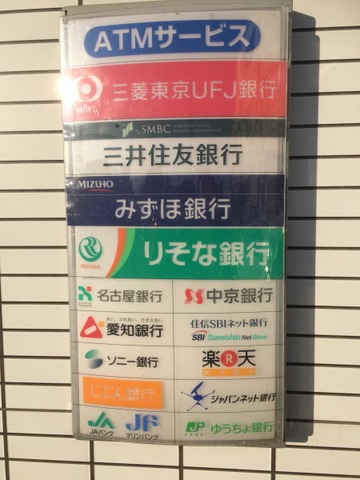 ATMサービス
MUFG
三菱東京UFJ銀行
SMBC
三井住友銀行
MIZUHO
みずほ銀行
RESONA
りそな銀行
名古屋銀行
中京銀行
愛知銀行
住信SBIネット銀行
SBI Sumishin Net Bank
ソニー銀行
楽天
じぶん銀行
ジャパンネット銀行
JA
JAバンク
JF
マリンバンク
JP
BANK
ゆうちょ銀行